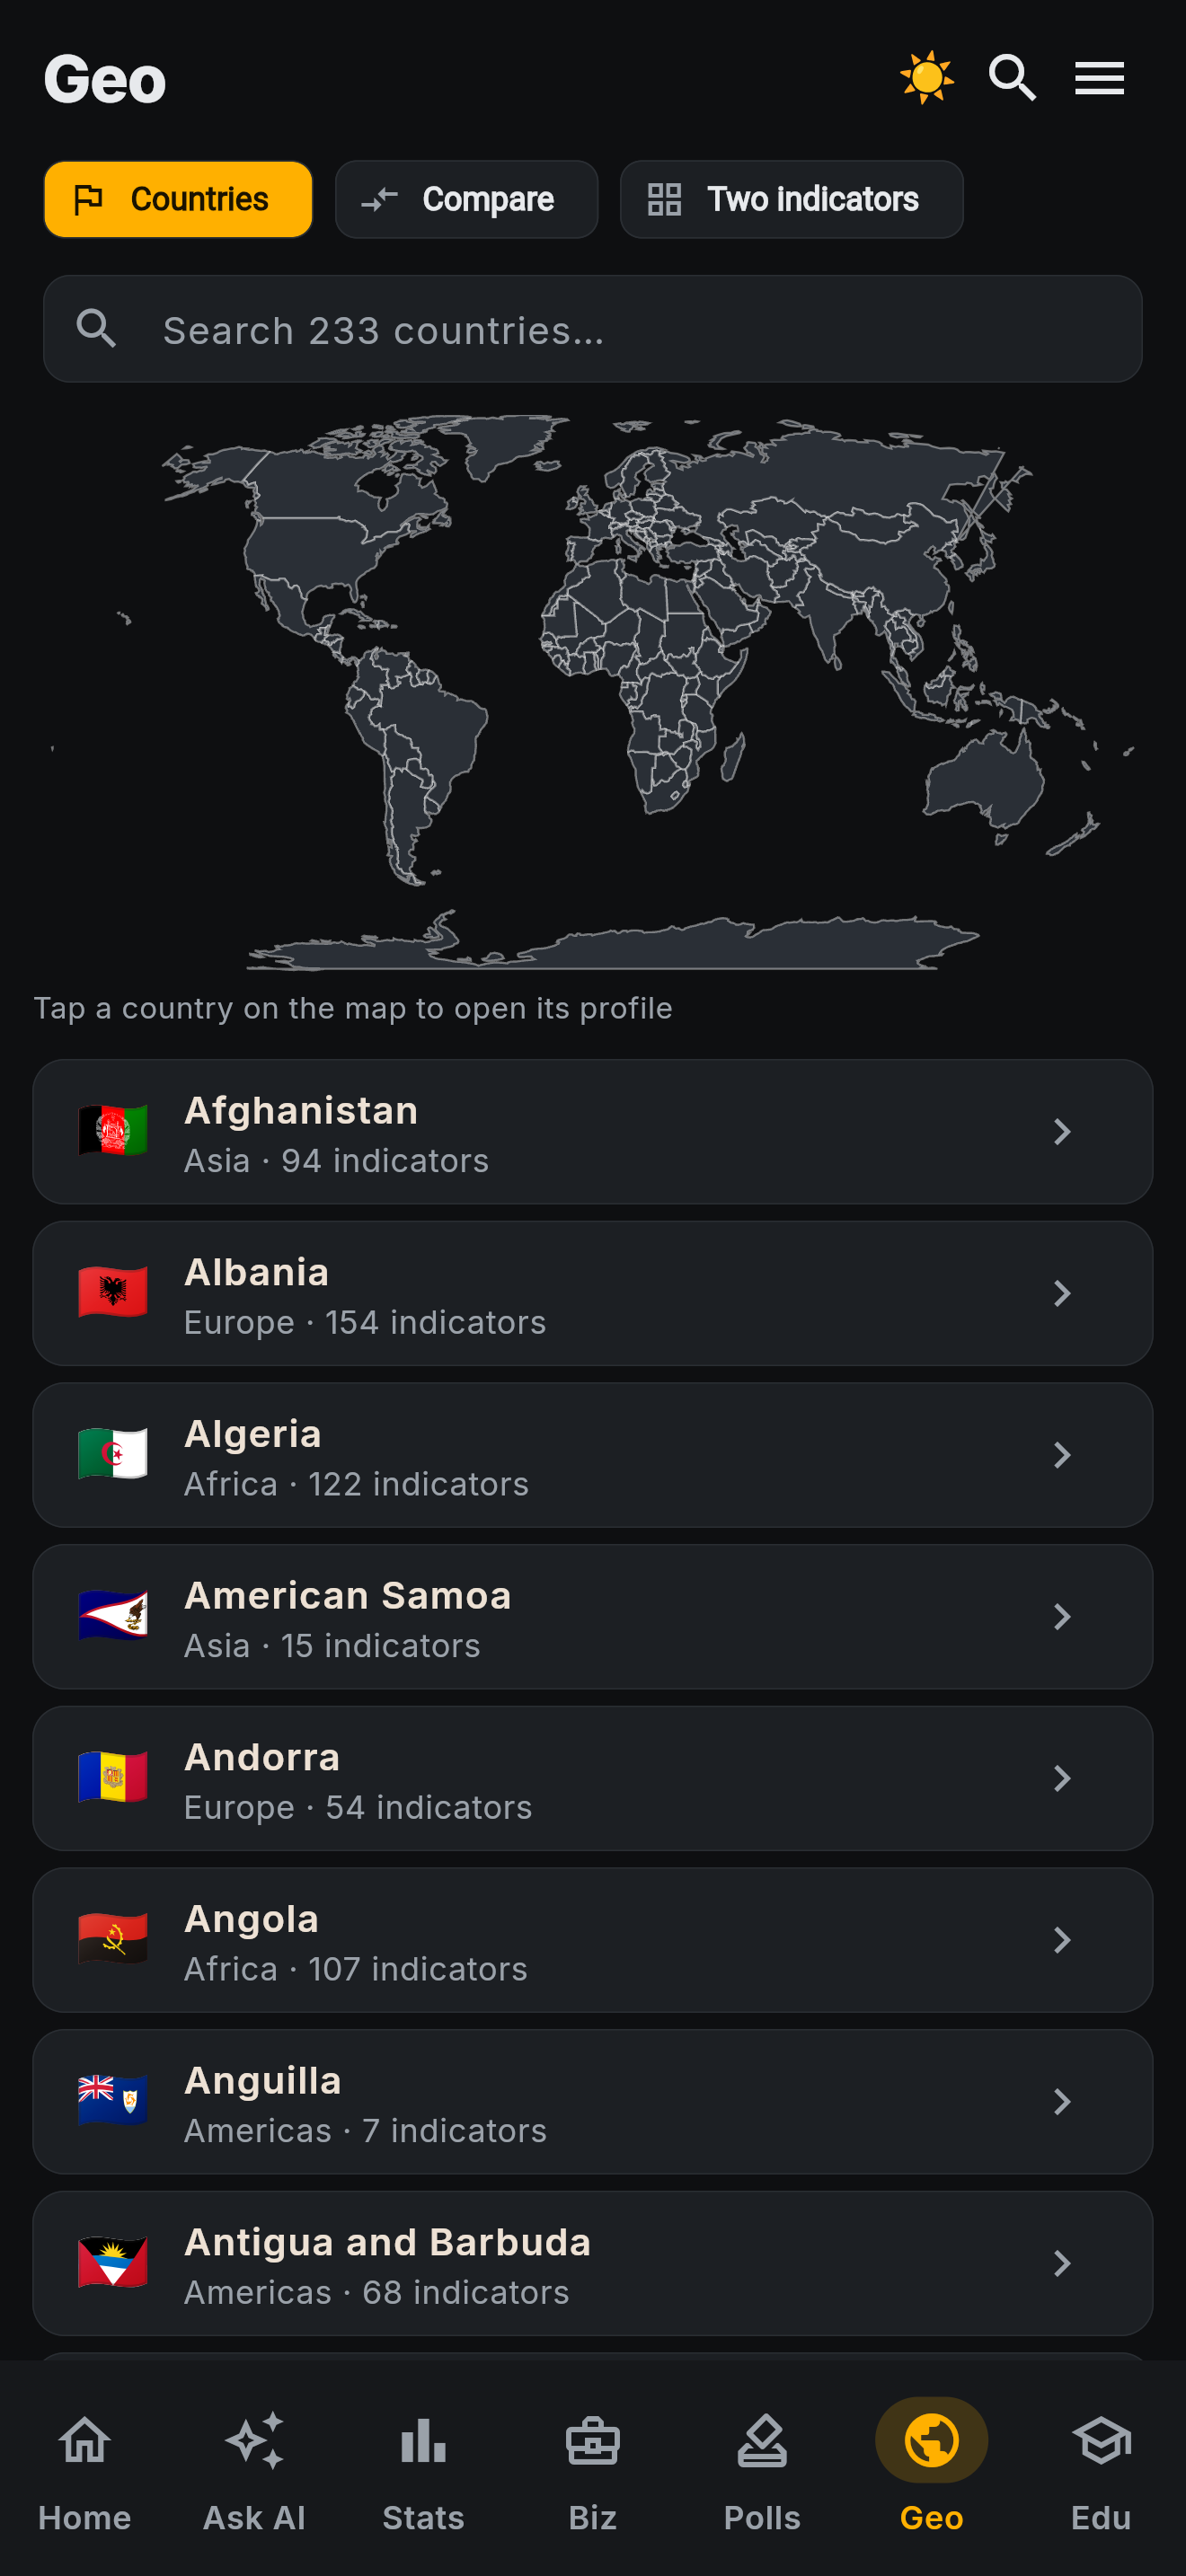 Geo
Countries
Compare
Two indicators
Search 233 countries...
Tap a country on the map to open its profile
Afghanistan
Asia · 94 indicators
Albania
Europe · 154 indicators
Algeria
Africa · 122 indicators
American Samoa
Asia · 15 indicators
Andorra
Europe · 54 indicators
Angola
Africa · 107 indicators
Anguilla
Americas · 7 indicators
Antigua and Barbuda
Americas · 68 indicators
Home
Ask AI
Stats
Biz
Polls
Geo
Edu